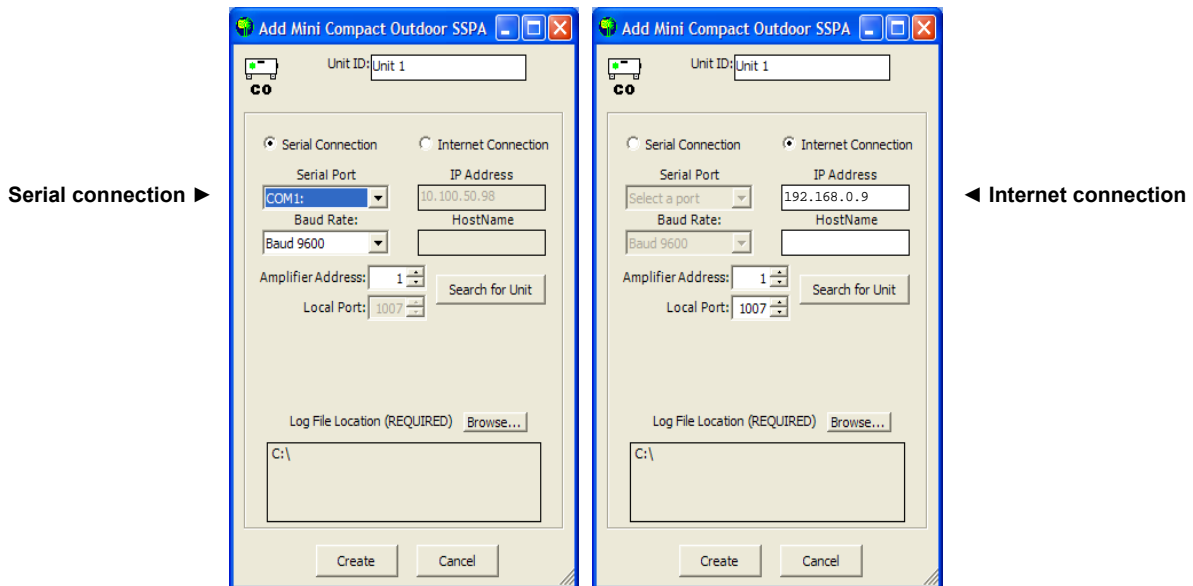 Serial connection ►
Add Mini Compact Outdoor SSPA
Unit ID: Unit 1
CO
Serial Connection Internet Connection
Serial Port IP Address
COM1: 10.100.50.98
Baud Rate: HostName
Baud 9600
Amplifier Address: 1
Search for Unit
Local Port: 1007
Log File Location (REQUIRED) Browse...
C:\
Create Cancel
Add Mini Compact Outdoor SSPA
Unit ID: Unit 1
CO
Serial Connection Internet Connection
Serial Port IP Address
Select a port 192.168.0.9
Baud Rate: HostName
Baud 9600
Amplifier Address: 1
Search for Unit
Local Port: 1007
Log File Location (REQUIRED) Browse...
C:\
Create Cancel
◄ Internet connection